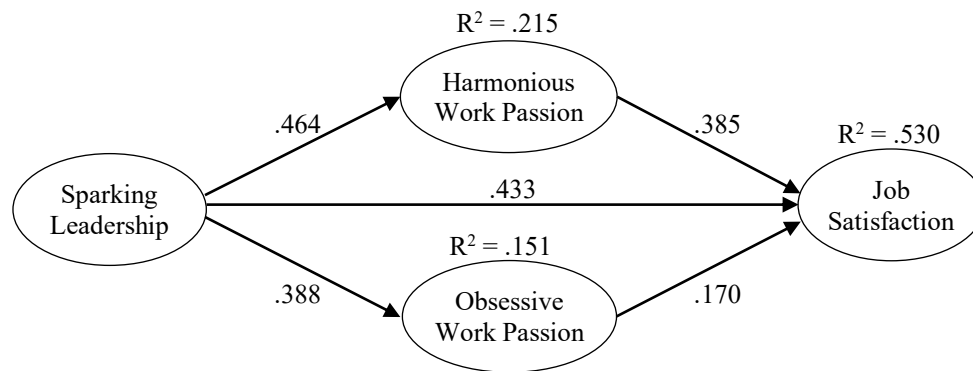 R² = .215
Harmonious
Work Passion
.464
.385
R² = .530
Sparking
Leadership
.433
Job
Satisfaction
R² = .151
.388
Obsessive
Work Passion
.170